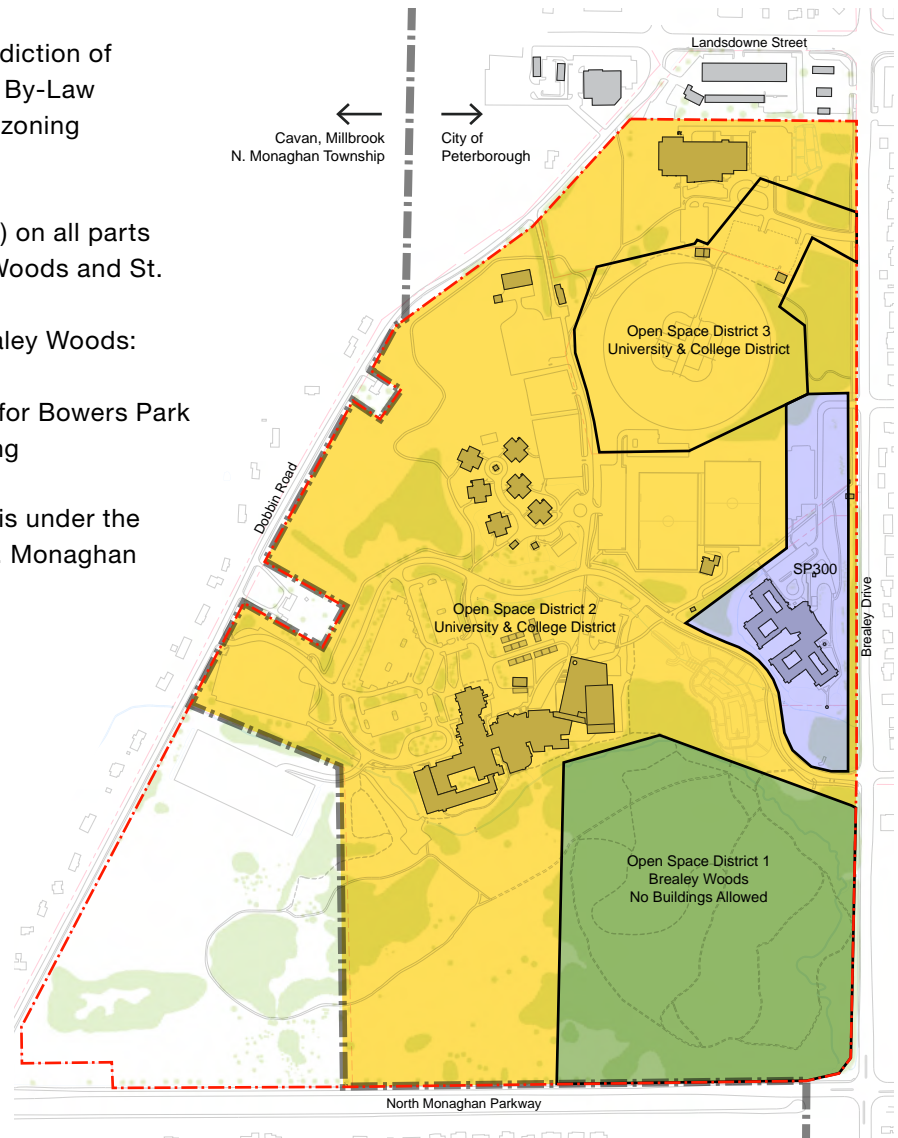 diction of
By-Law
zoning
) on all parts
Woods and St.
aley Woods:
for Bowers Park
ng
is under the
. Monaghan
Landsdowne Street
Cavan, Millbrook
N. Monaghan Township
City of
Peterborough
Open Space District 3
University & College District
Dobbin Road
SP300
Brealey Drive
Open Space District 2
University & College District
Open Space District 1
Brealey Woods
No Buildings Allowed
North Monaghan Parkway